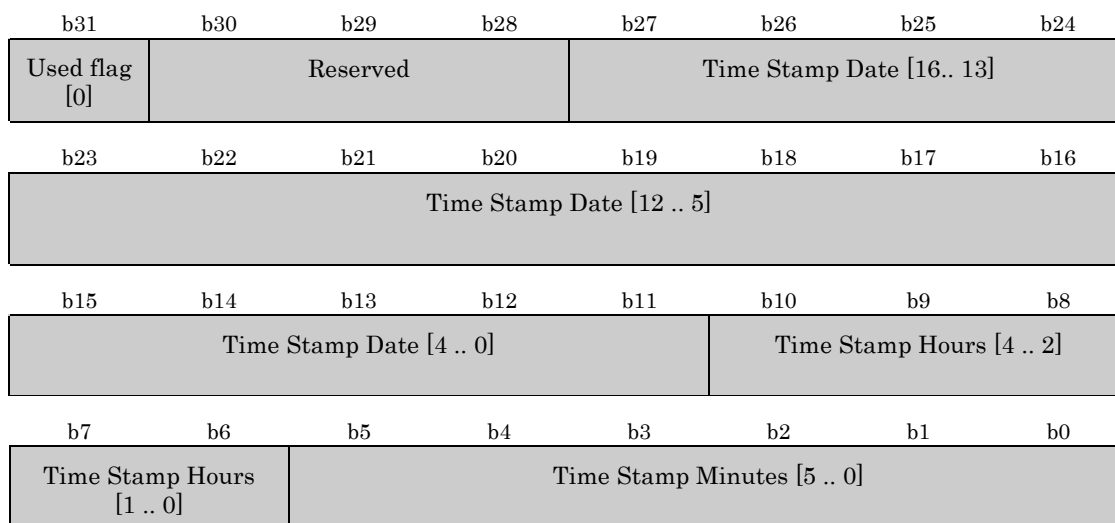 b31 b30 b29 b28 b27 b26 b25 b24
Used flag Reserved Time Stamp Date [16.. 13]
[0]
b23 b22 b21 b20 b19 b18 b17 b16
Time Stamp Date [12 .. 5]
b15 b14 b13 b12 b11 b10 b9 b8
Time Stamp Date [4 .. 0] Time Stamp Hours [4 .. 2]
b7 b6 b5 b4 b3 b2 b1 b0
Time Stamp Hours Time Stamp Minutes [5 .. 0]
[1 .. 0]